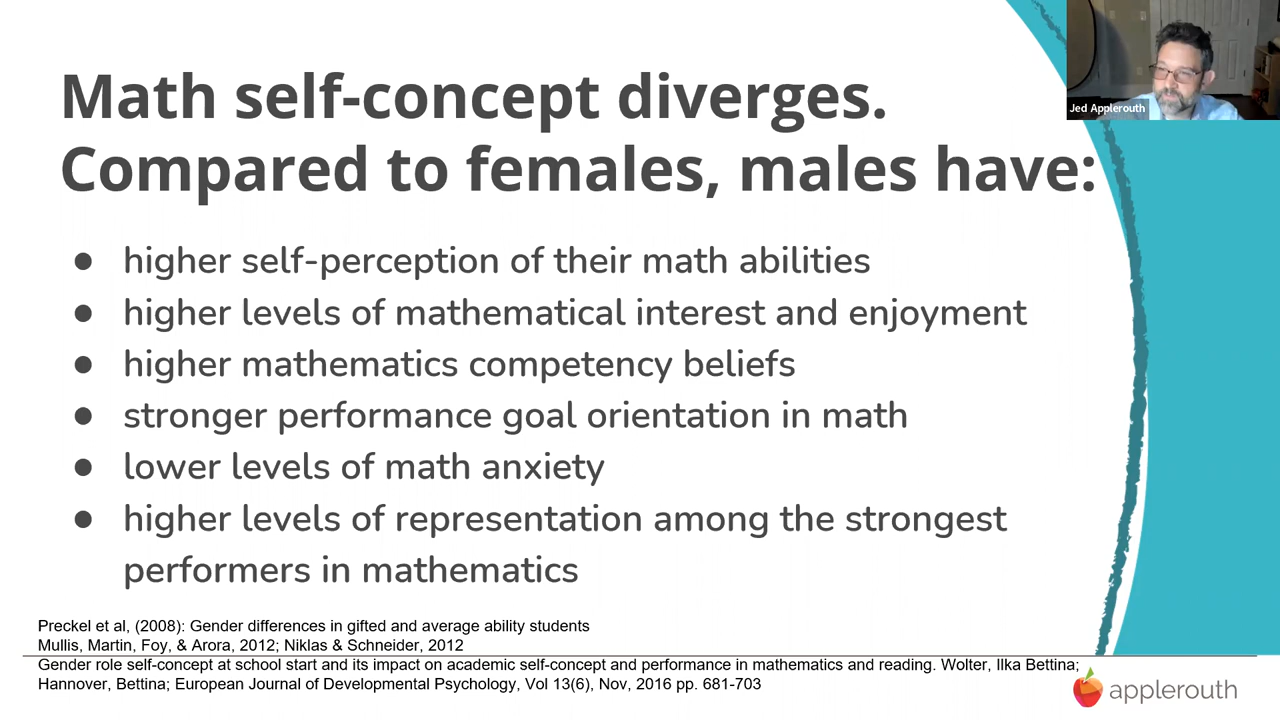 Math self-concept diverges.
Compared to females, males have:
Jed Applerouth
● higher self-perception of their math abilities
● higher levels of mathematical interest and enjoyment
● higher mathematics competency beliefs
● stronger performance goal orientation in math
● lower levels of math anxiety
● higher levels of representation among the strongest
performers in mathematics
Preckel et al, (2008): Gender differences in gifted and average ability students
Mullis, Martin, Foy, & Arora, 2012; Niklas & Schneider, 2012
Gender role self-concept at school start and its impact on academic self-concept and performance in mathematics and reading. Wolter, Ilka Bettina;
Hannover, Bettina; European Journal of Developmental Psychology, Vol 13(6), Nov, 2016 pp. 681-703
applerouth